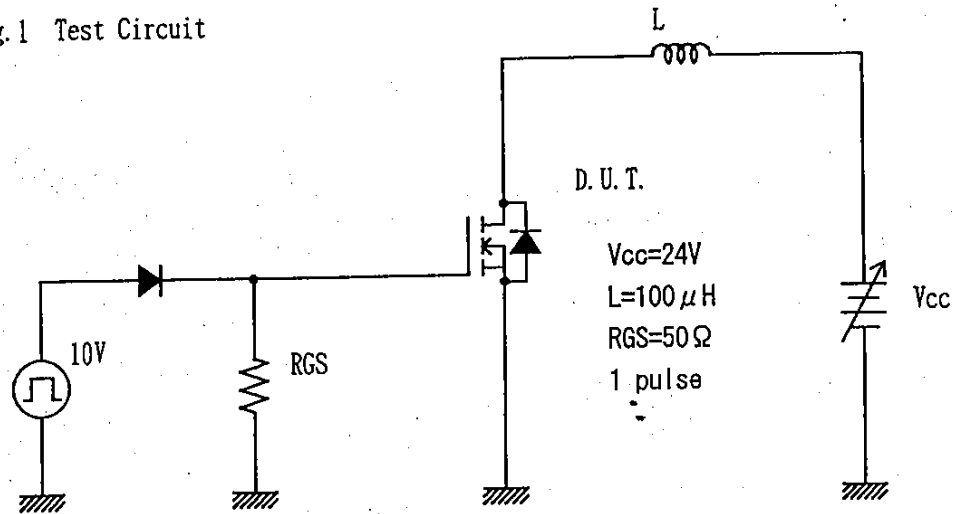 g.1 Test Circuit
L
D.U.T.
Vcc=24V
L=100μH
RGS=50Ω
1 pulse
Vcc
10V
RGS